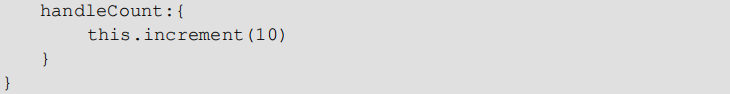 handleCount:{
this.increment(10)
}
}